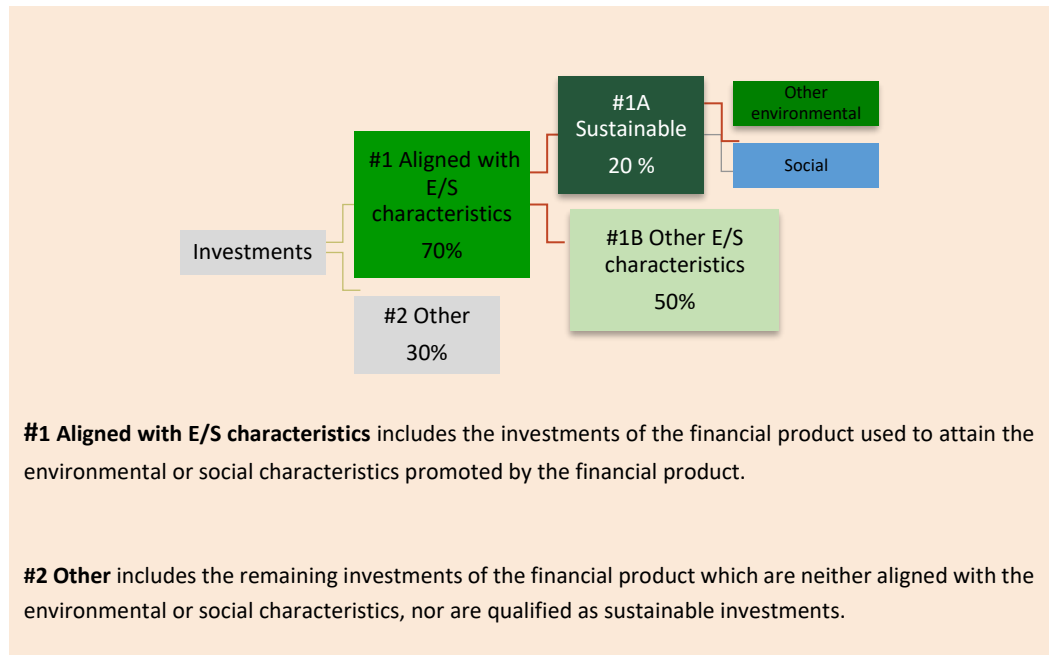 Investments
#1 Aligned with
E/S
characteristics
70%
#2 Other
30%
#1A
Sustainable
20 %
#1B Other E/S
characteristics
50%
Other
environmental
Social
#1 Aligned with E/S characteristics includes the investments of the financial product used to attain the
environmental or social characteristics promoted by the financial product.
#2 Other includes the remaining investments of the financial product which are neither aligned with the
environmental or social characteristics, nor are qualified as sustainable investments.